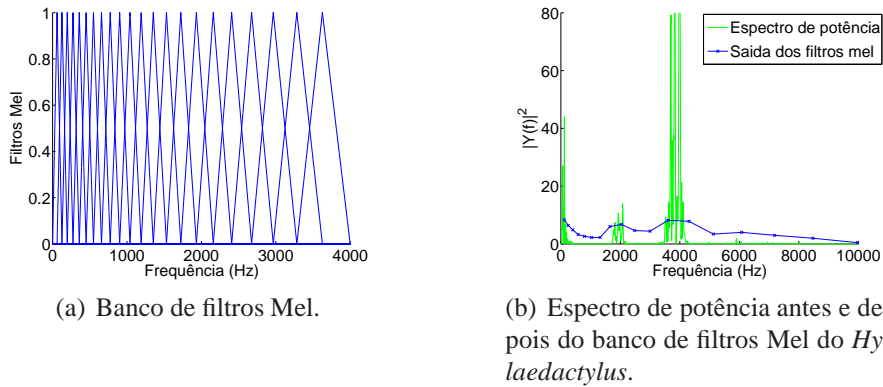 1
0.8
0.6
0.4
0.2
0
Filtros Mel
0 1000 2000 3000 4000
Frequência (Hz)
(a) Banco de filtros Mel.
80
60
40
20
0
|Y(f)|²
Espectro de potência
Saida dos filtros mel
0 2000 4000 6000 8000 10000
Frequência (Hz)
(b) Espectro de potência antes e de
pois do banco de filtros Mel do Hy
laedactylus.